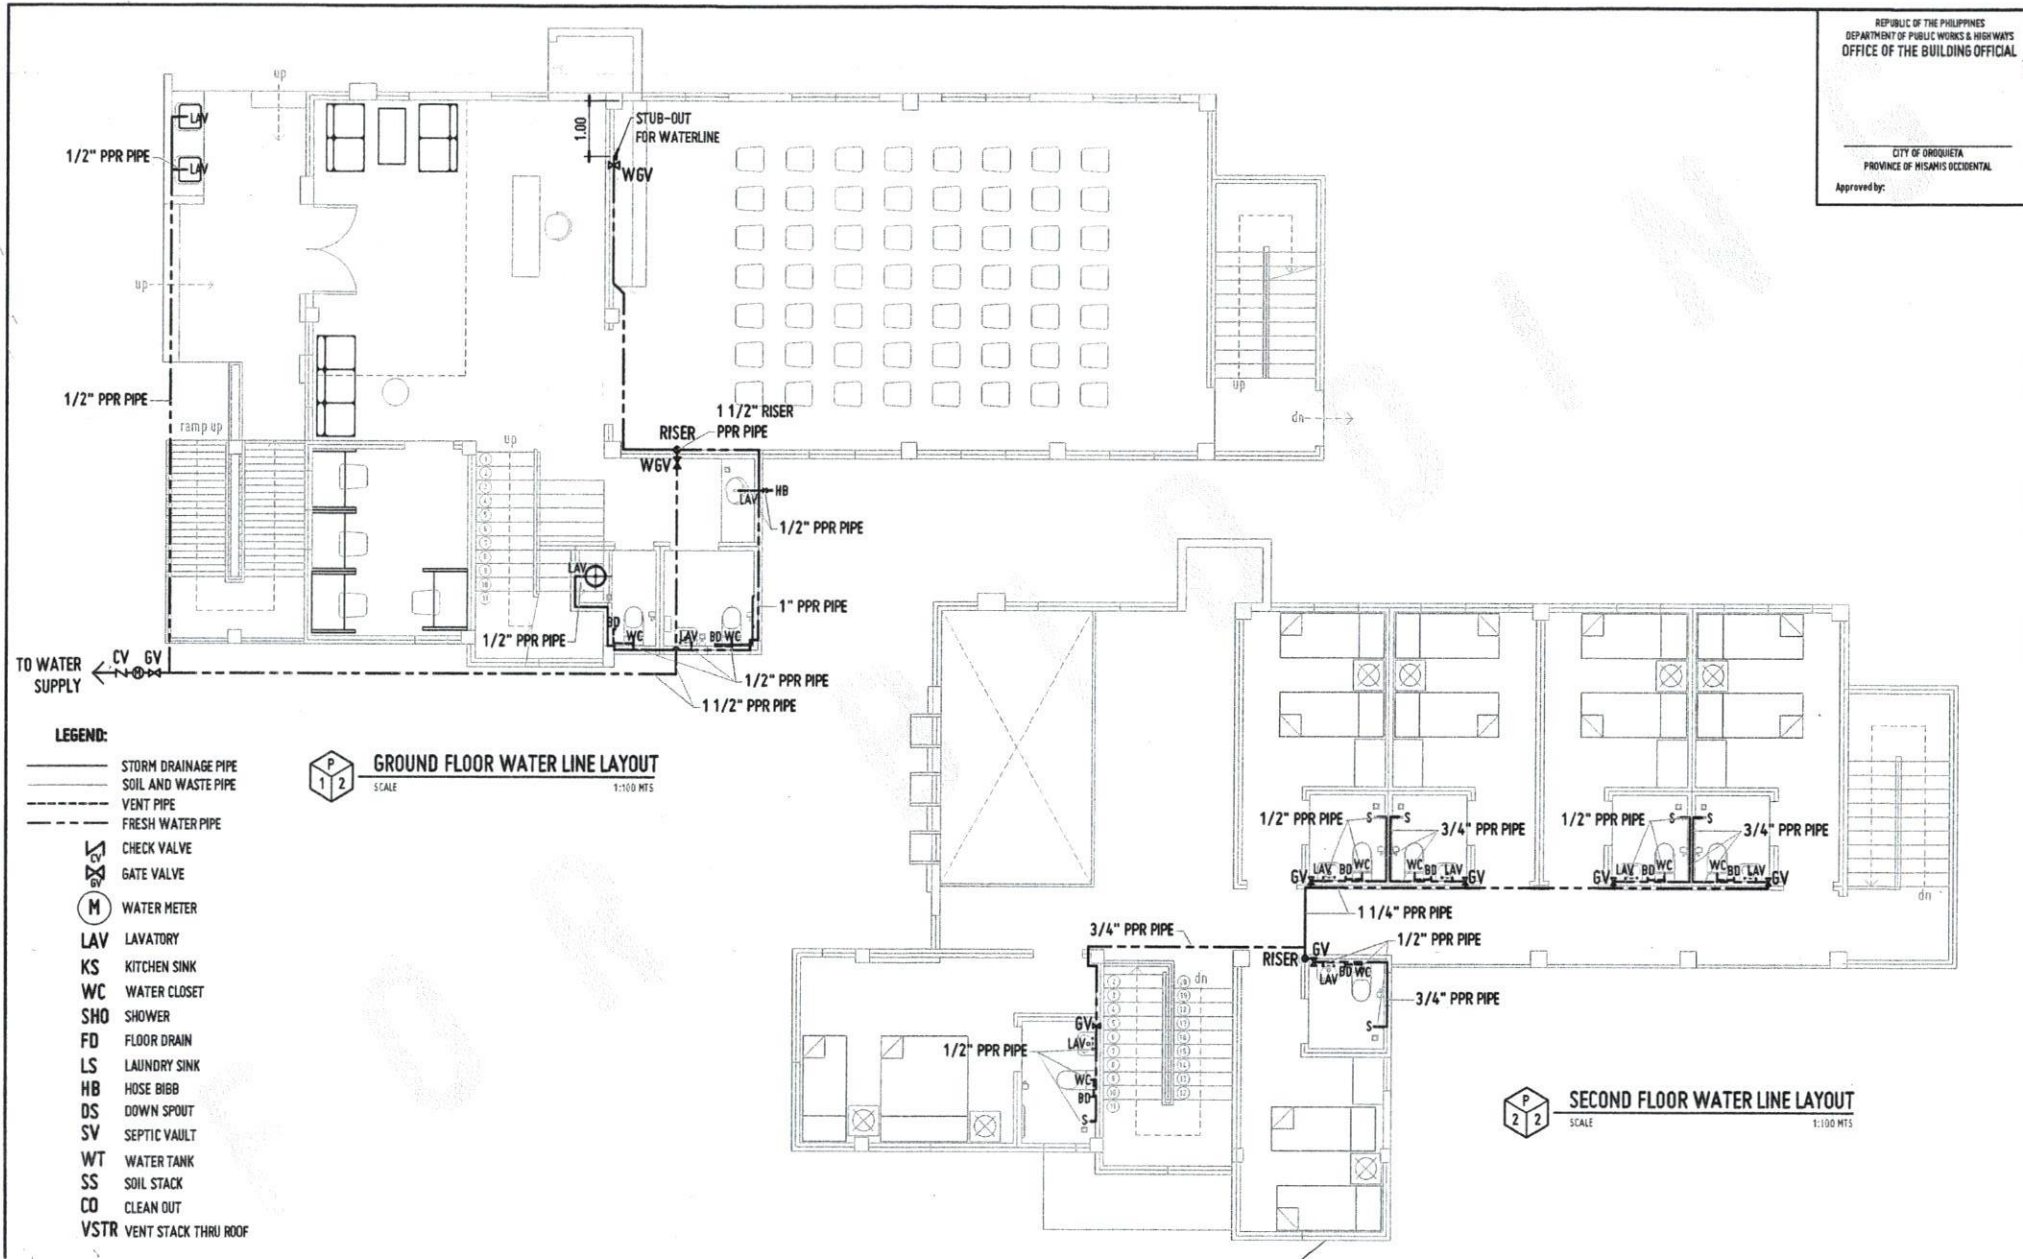 REPUBLIC OF THE PHILIPPINES
DEPARTMENT OF PUBLIC WORKS & HIGHWAYS
OFFICE OF THE BUILDING OFFICIAL
CITY OF OROQUIETA
PROVINCE OF MISAMIS OCCIDENTAL
Approved by:
up
LAV
1/2" PPR PIPE
LAV
1.00
STUB-OUT
FOR WATERLINE
WGV
up
1/2" PPR PIPE
ramp up
up
up
dn
1 1/2" RISER
PPR PIPE
RISER
WGV
LAV
HB
1/2" PPR PIPE
LAV
1" PPR PIPE
BD
WC
LAV
BD
WC
1/2" PPR PIPE
TO WATER
SUPPLY
CV
M
GV
1/2" PPR PIPE
1 1/2" PPR PIPE
P
1
2
GROUND FLOOR WATER LINE LAYOUT
SCALE
1:100 MTS
LEGEND:
STORM DRAINAGE PIPE
SOIL AND WASTE PIPE
VENT PIPE
FRESH WATER PIPE
CV CHECK VALVE
GV GATE VALVE
M WATER METER
LAV LAVATORY
KS KITCHEN SINK
WC WATER CLOSET
SHO SHOWER
FD FLOOR DRAIN
LS LAUNDRY SINK
HB HOSE BIBB
DS DOWN SPOUT
SV SEPTIC VAULT
WT WATER TANK
SS SOIL STACK
CO CLEAN OUT
VSTR VENT STACK THRU ROOF
1/2" PPR PIPE
S
S
3/4" PPR PIPE
1/2" PPR PIPE
S
S
3/4" PPR PIPE
GV
LAV
BD
WC
WC
BD
LAV
GV
GV
LAV
BD
WC
WC
BD
LAV
GV
dn
1 1/4" PPR PIPE
3/4" PPR PIPE
GV
1/2" PPR PIPE
RISER
LAV
BD
WC
dn
3/4" PPR PIPE
S
GV
LAV
1/2" PPR PIPE
WC
BD
S
P
2
2
SECOND FLOOR WATER LINE LAYOUT
SCALE
1:100 MTS